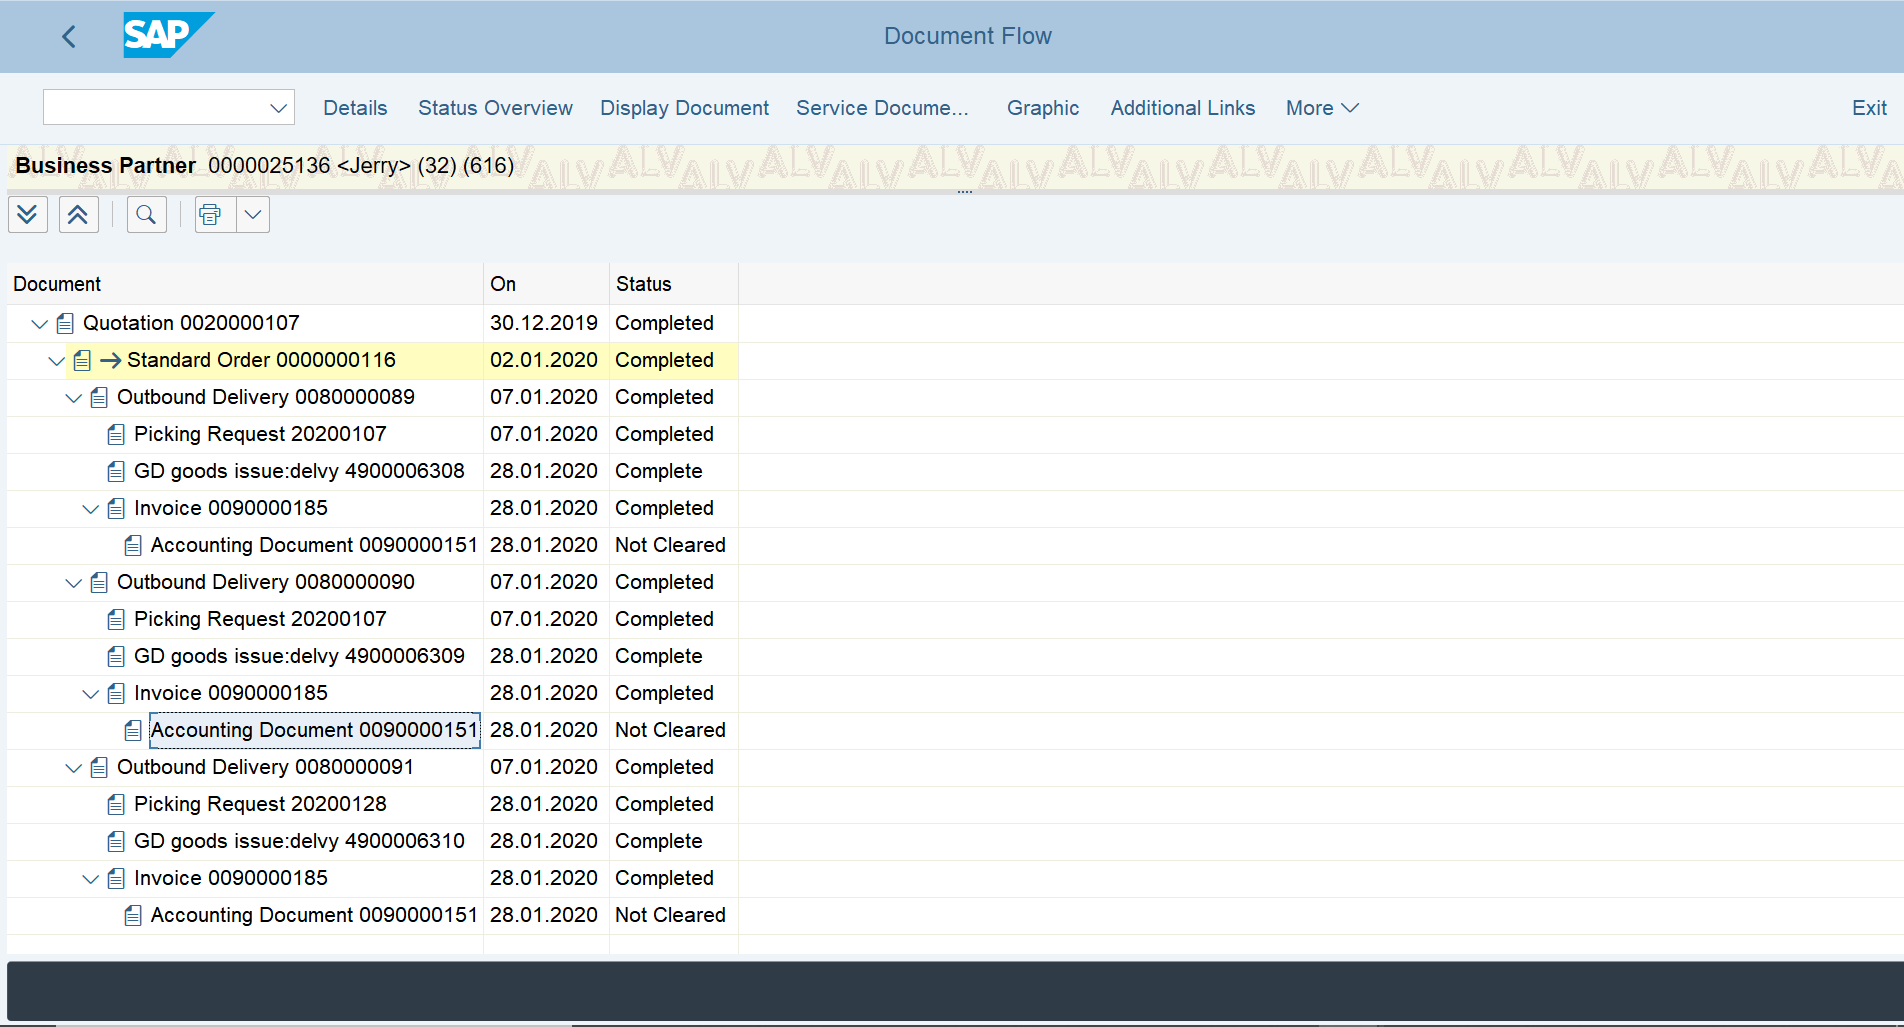 SAP
Document Flow
Details Status Overview Display Document Service Docume... Graphic Additional Links More Exit
Business Partner 0000025136 <Jerry> (32) (616)
Document On Status
Quotation 0020000107 30.12.2019 Completed
→ Standard Order 0000000116 02.01.2020 Completed
Outbound Delivery 0080000089 07.01.2020 Completed
Picking Request 20200107 07.01.2020 Completed
GD goods issue:delvy 4900006308 28.01.2020 Complete
Invoice 0090000185 28.01.2020 Completed
Accounting Document 0090000151 28.01.2020 Not Cleared
Outbound Delivery 0080000090 07.01.2020 Completed
Picking Request 20200107 07.01.2020 Completed
GD goods issue:delvy 4900006309 28.01.2020 Complete
Invoice 0090000185 28.01.2020 Completed
Accounting Document 0090000151 28.01.2020 Not Cleared
Outbound Delivery 0080000091 07.01.2020 Completed
Picking Request 20200128 28.01.2020 Completed
GD goods issue:delvy 4900006310 28.01.2020 Complete
Invoice 0090000185 28.01.2020 Completed
Accounting Document 0090000151 28.01.2020 Not Cleared